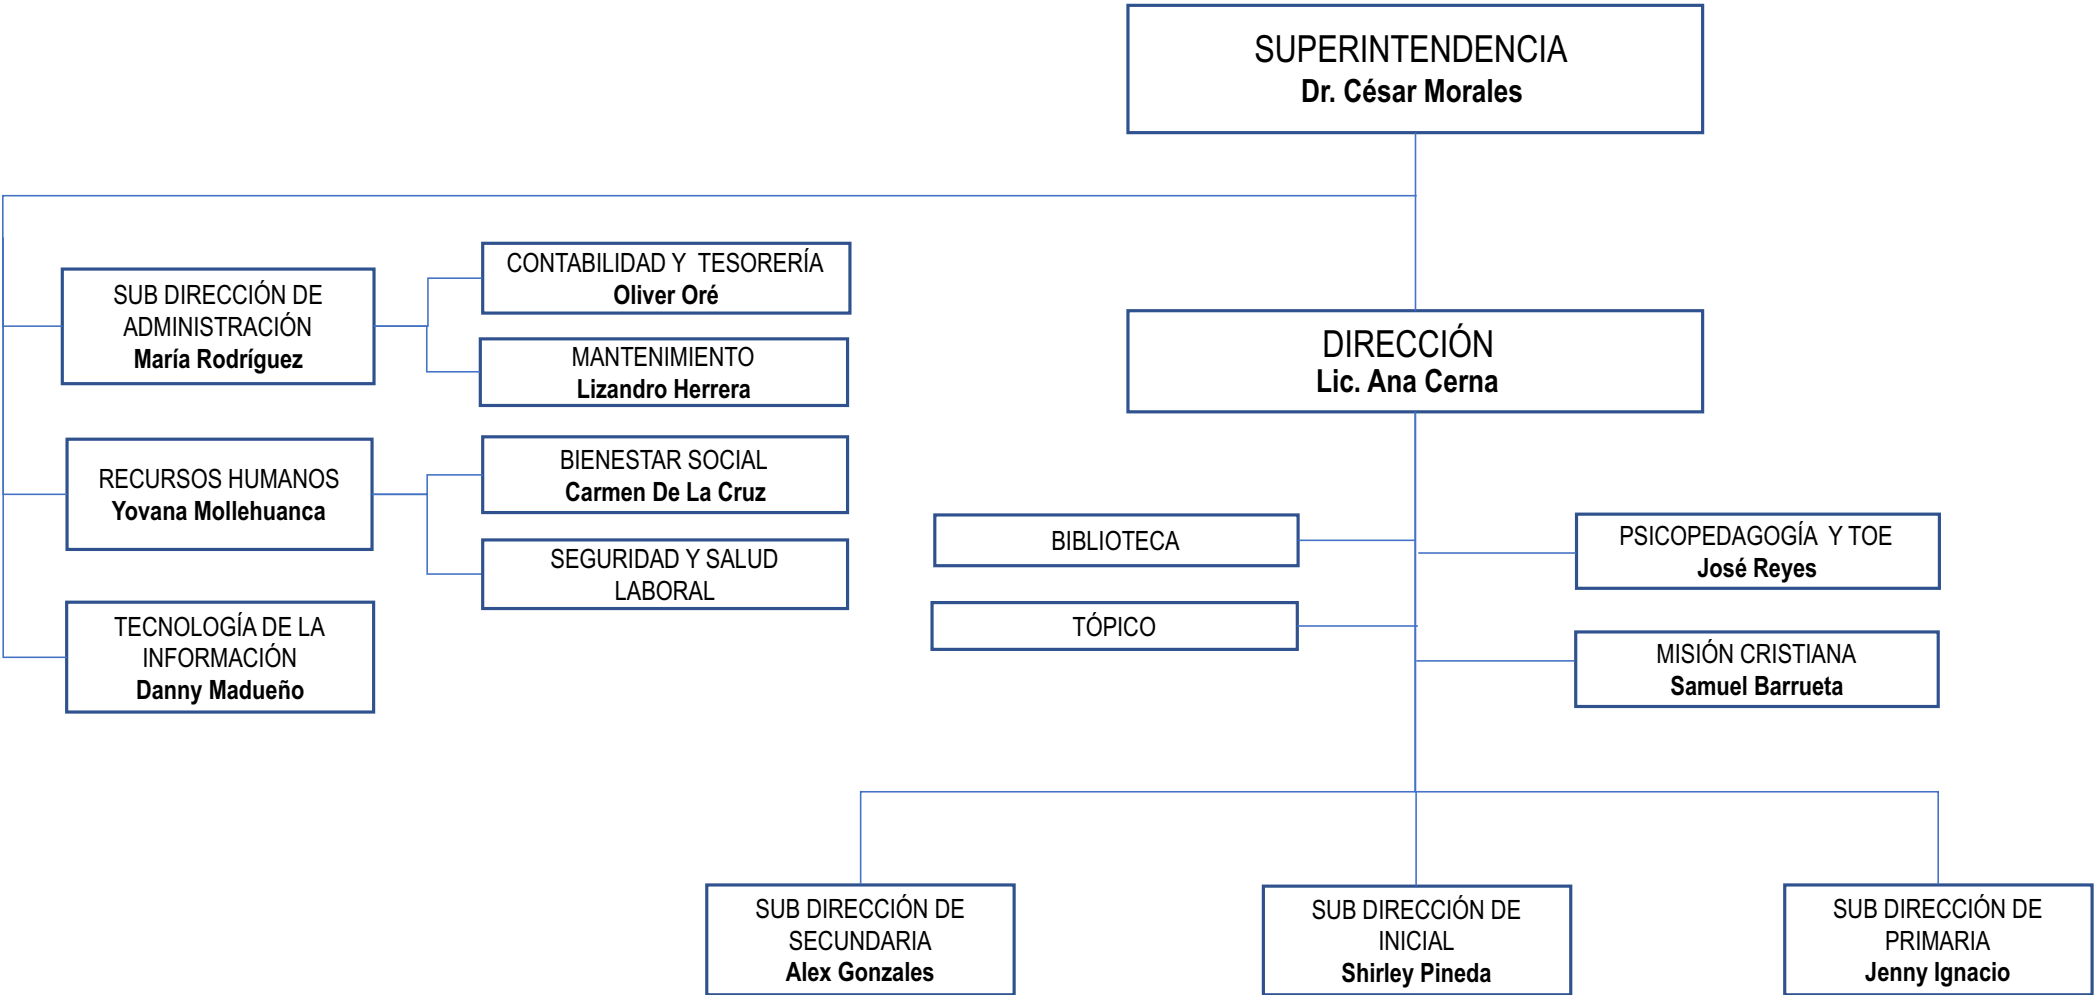 SUPERINTENDENCIA
Dr. César Morales
SUB DIRECCIÓN DE
ADMINISTRACIÓN
María Rodríguez
CONTABILIDAD Y TESORERÍA
Oliver Oré
MANTENIMIENTO
Lizandro Herrera
DIRECCIÓN
Lic. Ana Cerna
RECURSOS HUMANOS
Yovana Mollehuanca
BIENESTAR SOCIAL
Carmen De La Cruz
SEGURIDAD Y SALUD
LABORAL
TECNOLOGÍA DE LA
INFORMACIÓN
Danny Madueño
BIBLIOTECA
TÓPICO
PSICOPEDAGOGÍA Y TOE
José Reyes
MISIÓN CRISTIANA
Samuel Barrueta
SUB DIRECCIÓN DE
SECUNDARIA
Alex Gonzales
SUB DIRECCIÓN DE
INICIAL
Shirley Pineda
SUB DIRECCIÓN DE
PRIMARIA
Jenny Ignacio